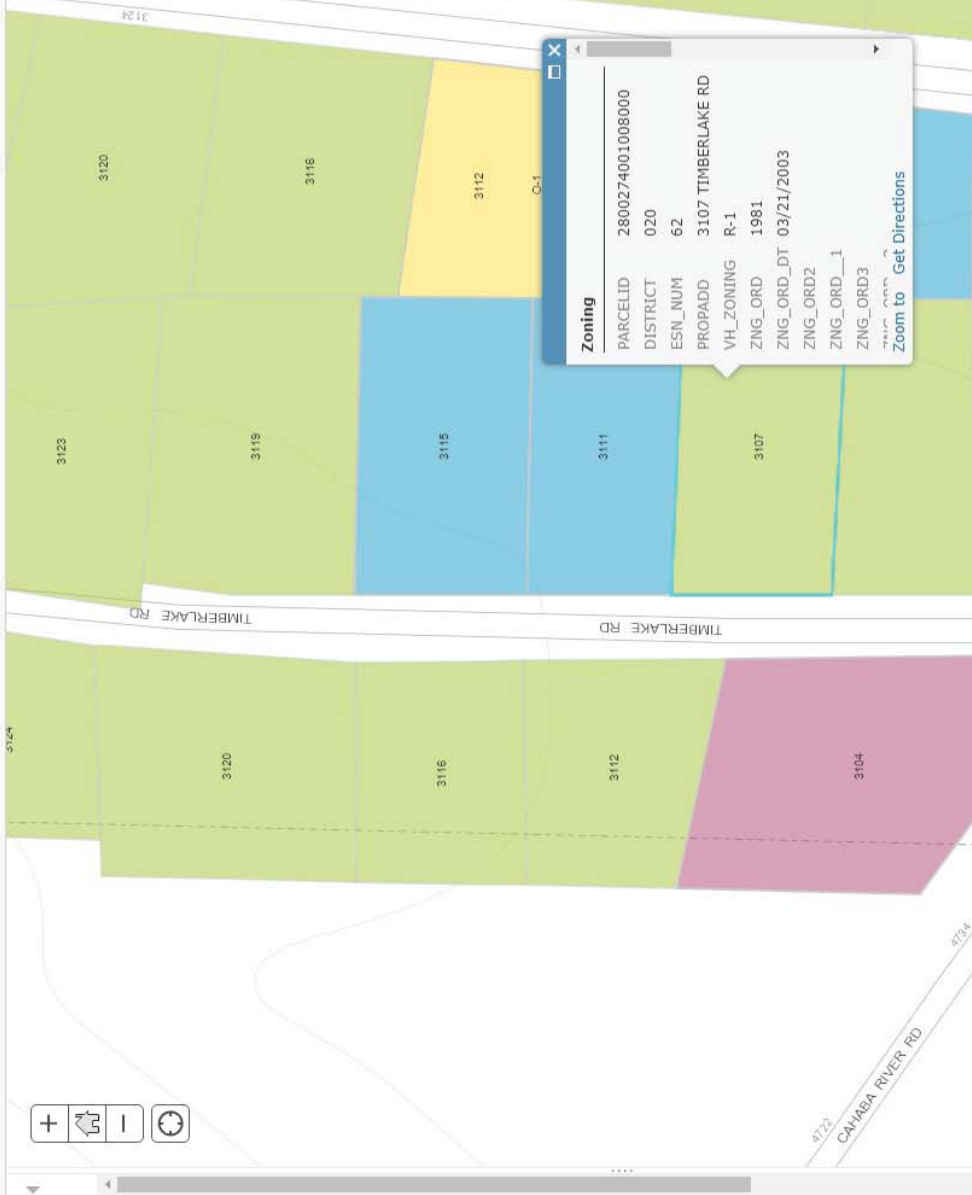 3124
3120
3116
3112
O-1
3123
3119
3115
3111
3107
TIMBERLAKE RD
TIMBERLAKE RD
3124
3120
3116
3112
3104
4722
CAHABA RIVER RD
4734
Zoning
PARCELID 2800274001008000
DISTRICT 020
ESN_NUM 62
PROPADD 3107 TIMBERLAKE RD
VH_ZONING R-1
ZNG_ORD 1981
ZNG_ORD_DT 03/21/2003
ZNG_ORD2
ZNG_ORD__1
ZNG_ORD3
Zoom to Get Directions